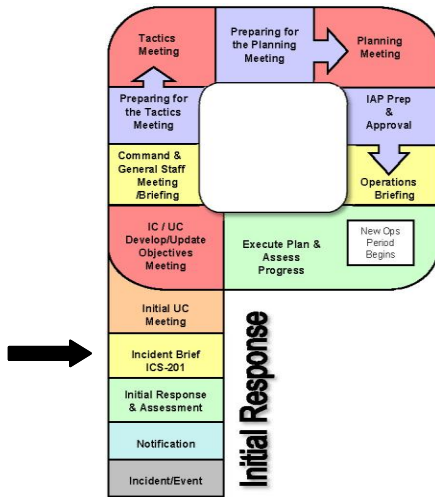 Tactics
Meeting
Preparing for
the Planning
Meeting
Planning
Meeting
Preparing for
the Tactics
Meeting
IAP Prep
&
Approval
Command &
General Staff
Meeting
/Briefing
Operations
Briefing
IC / UC
Develop/Update
Objectives
Meeting
Execute Plan &
Assess
Progress
New Ops
Period
Begins
Initial UC
Meeting
Incident Brief
ICS-201
Initial Response
& Assessment
Notification
Incident/Event
Initial Response